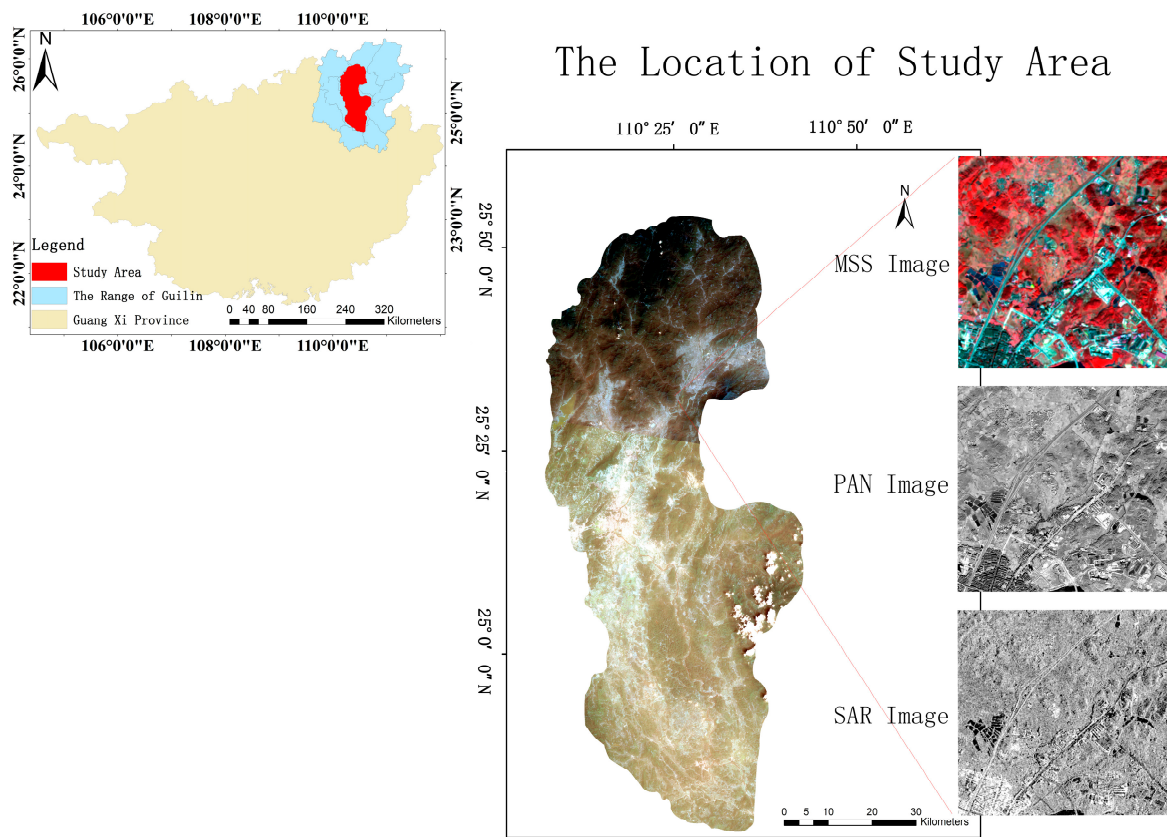 106°0'0"E 108°0'0"E 110°0'0"E
N
26°0'0"N
24°0'0"N
22°0'0"N
25°0'0"N
23°0'0"N
Legend
Study Area
The Range of Guilin
Guang Xi Province
0 40 80 160 240 320
Kilometers
106°0'0"E 108°0'0"E 110°0'0"E
The Location of Study Area
110° 25′ 0″ E 110° 50′ 0″ E
N
25° 50′ 0″ N
25° 25′ 0″ N
25° 0′ 0″ N
MSS Image
PAN Image
SAR Image
0 5 10 20 30
Kilometers